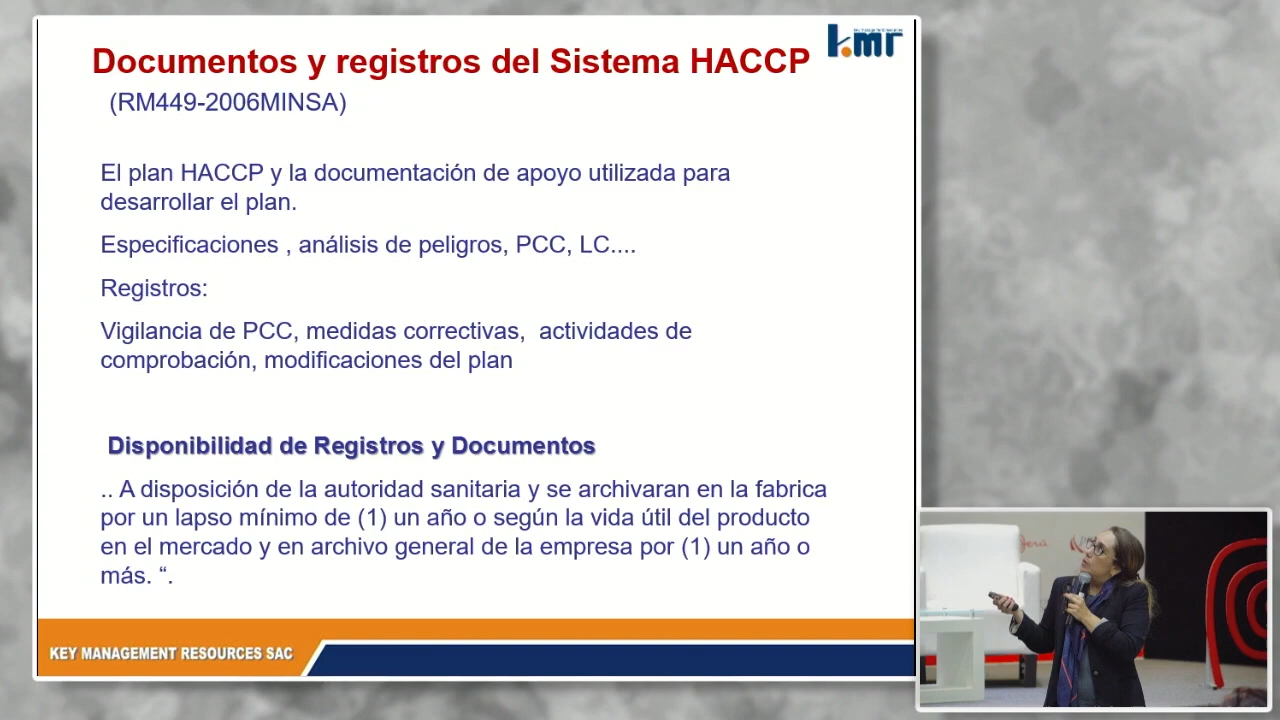 Documentos y registros del Sistema HACCP
kmr
(RM449-2006MINSA)
El plan HACCP y la documentación de apoyo utilizada para
desarrollar el plan.
Especificaciones , análisis de peligros, PCC, LC....
Registros:
Vigilancia de PCC, medidas correctivas,  actividades de
comprobación, modificaciones del plan
Disponibilidad de Registros y Documentos
.. A disposición de la autoridad sanitaria y se archivaran en la fabrica
por un lapso mínimo de (1) un año o según la vida útil del producto
en el mercado y en archivo general de la empresa por (1) un año o
más. “.
KEY MANAGEMENT RESOURCES SAC